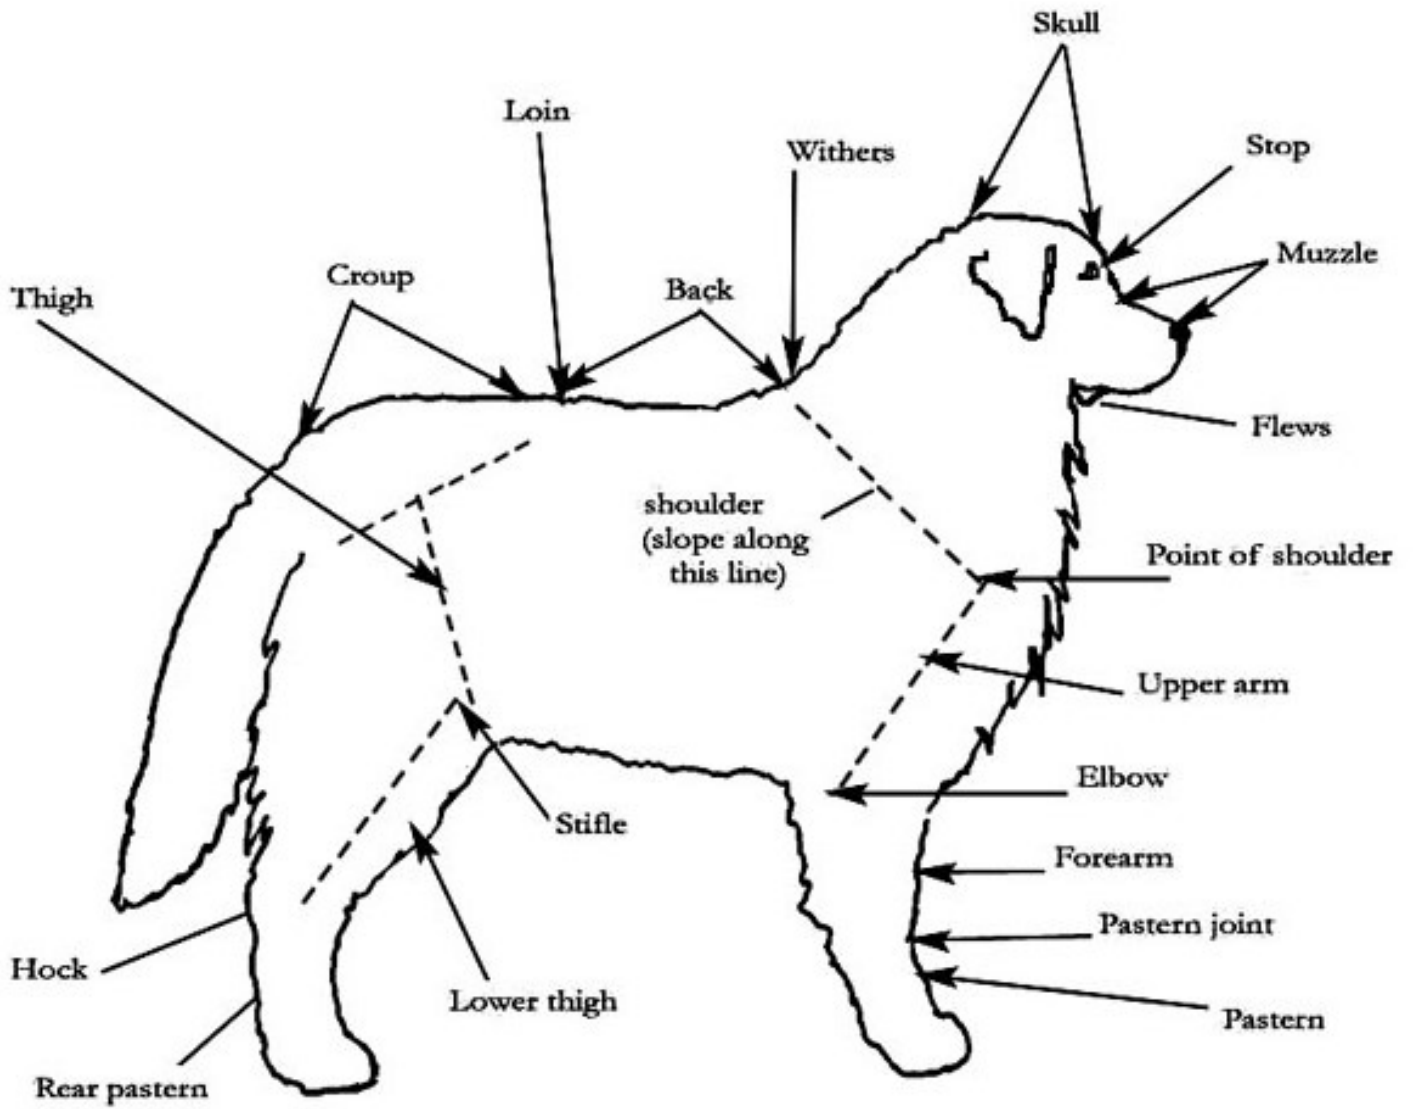 Skull
Loin
Withers
Stop
Muzzle
Croup
Back
Thigh
Flews
shoulder
(slope along
this line)
Point of shoulder
Upper arm
Elbow
Stifle
Forearm
Pastern joint
Hock
Lower thigh
Pastern
Rear pastern